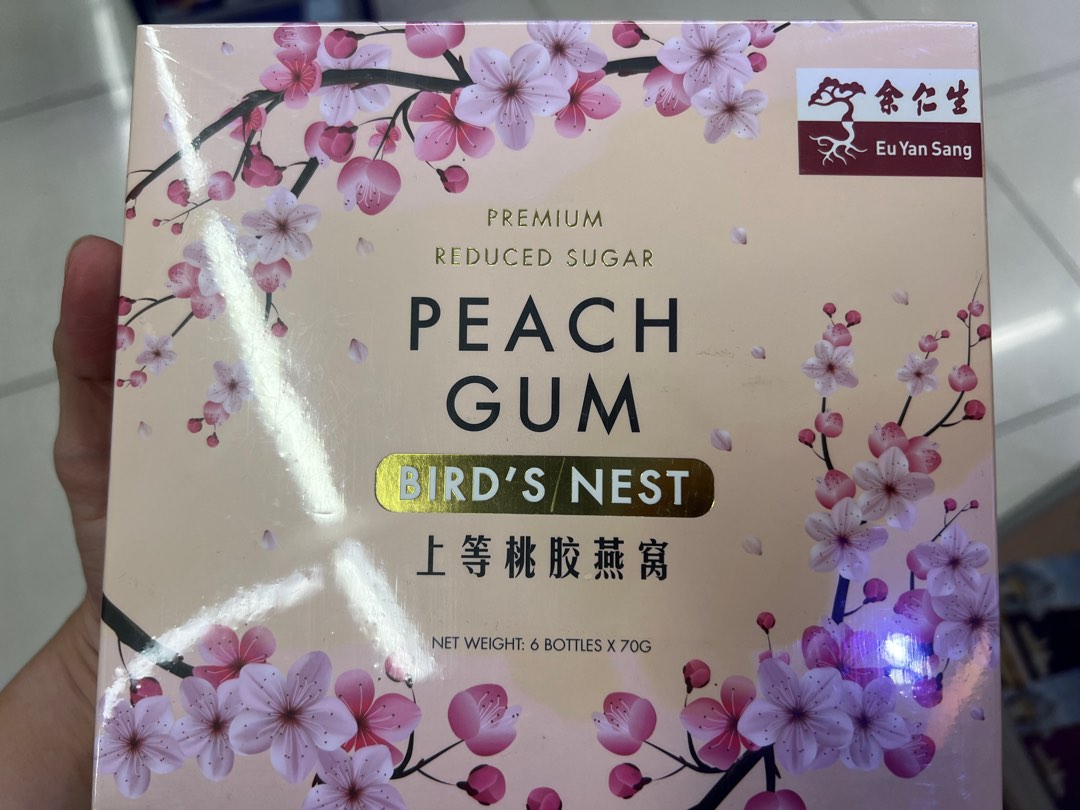 余仁生
Eu Yan Sang
PREMIUM
REDUCED SUGAR
PEACH
GUM
BIRD'S NEST
上等桃胶燕窝
NET WEIGHT: 6 BOTTLES X 70G